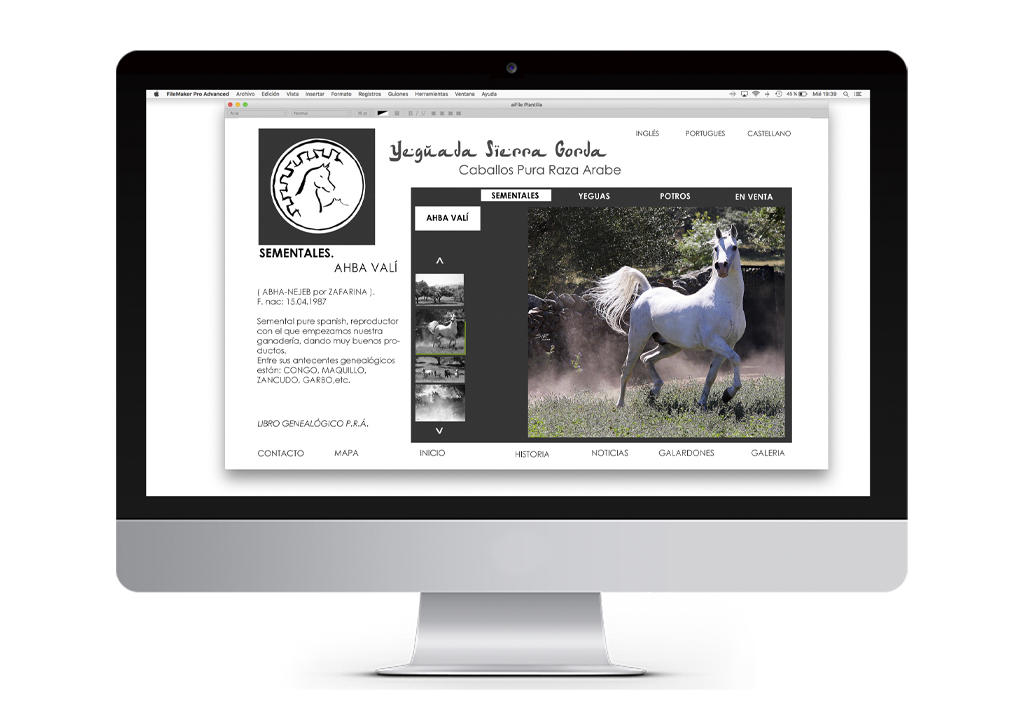 FileMaker Pro Advanced Archivo Edición Vista Insertar Formato Registros Guiones Herramientas Ventana Ayuda
45 % Mié 19:39
INGLÉS PORTUGUES CASTELLANO
Yegüada Sierra Gorda
Caballos Pura Raza Arabe
SEMENTALES YEGUAS POTROS EN VENTA
AHBA VALÍ
SEMENTALES.
AHBA VALÍ
( ABHA-NEJEB por ZAFARINA ).
F. nac: 15.04.1987
Semental pure spanish, reproductor
con el que empezamos nuestra
ganadería, dando muy buenos pro-
ductos.
Entre sus antecentes genealógicos
están: CONGO, MAQUILLO,
ZANCUDO, GARBO,etc.
LIBRO GENEALÓGICO P.R.Á.
CONTACTO MAPA INICIO HISTORIA NOTICIAS GALARDONES GALERIA